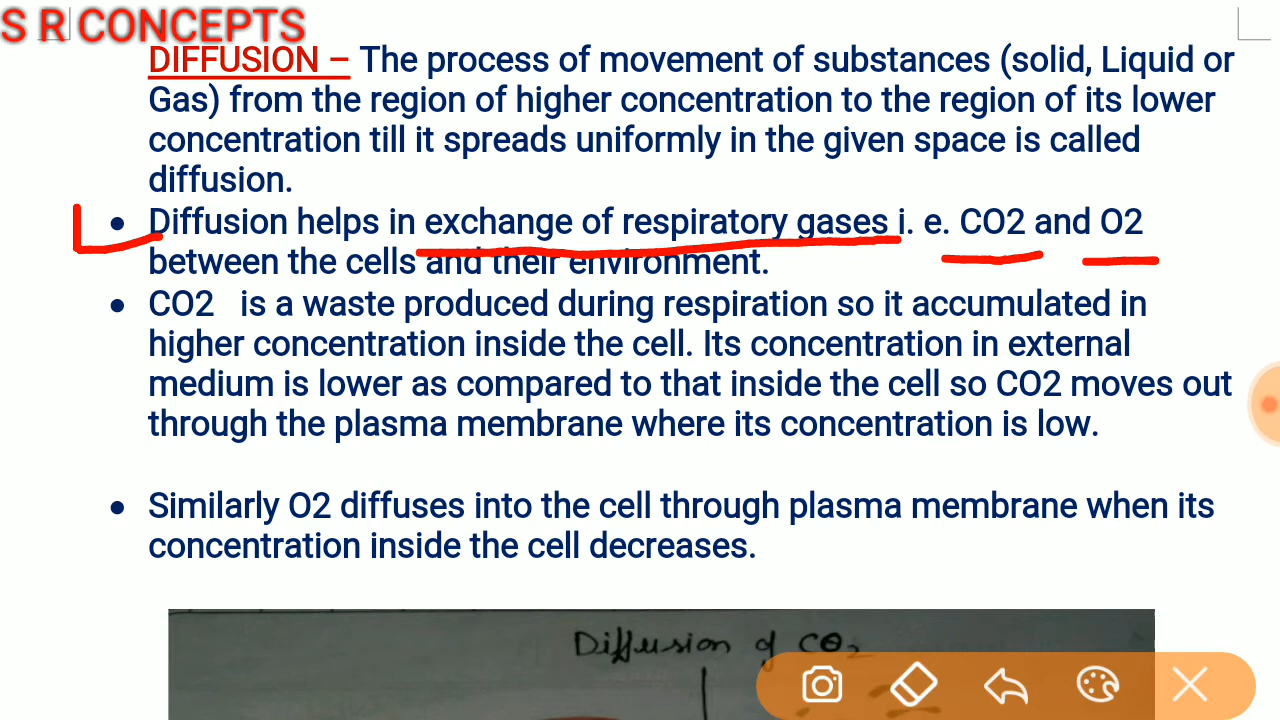 S R CONCEPTS
DIFFUSION – The process of movement of substances (solid, Liquid or
Gas) from the region of higher concentration to the region of its lower
concentration till it spreads uniformly in the given space is called
diffusion.
• Diffusion helps in exchange of respiratory gases i. e. CO2 and O2
between the cells and their environment.
• CO2 is a waste produced during respiration so it accumulated in
higher concentration inside the cell. Its concentration in external
medium is lower as compared to that inside the cell so CO2 moves out
through the plasma membrane where its concentration is low.
• Similarly O2 diffuses into the cell through plasma membrane when its
concentration inside the cell decreases.
Diffusion of CO2